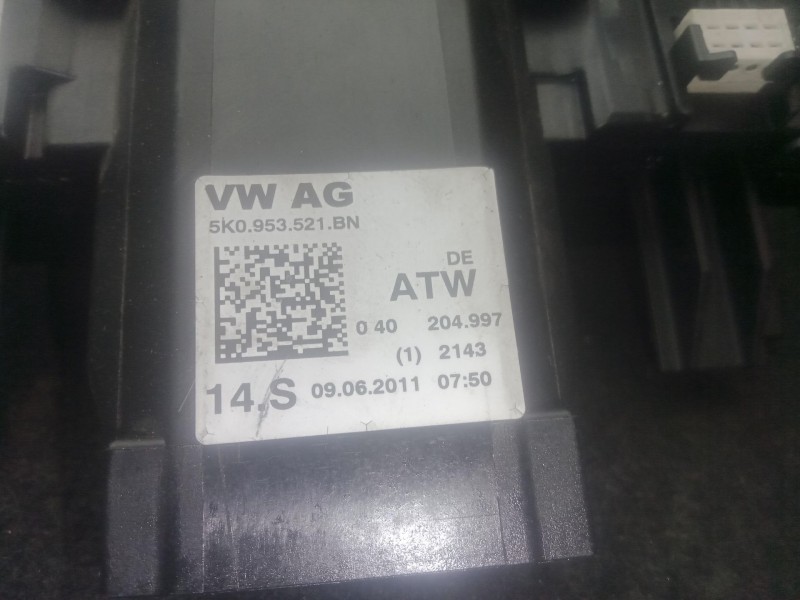 VW AG
5K0.953.521.BN
DE
ATW
0 40 204.997
(1) 2143
14.S 09.06.2011 07:50